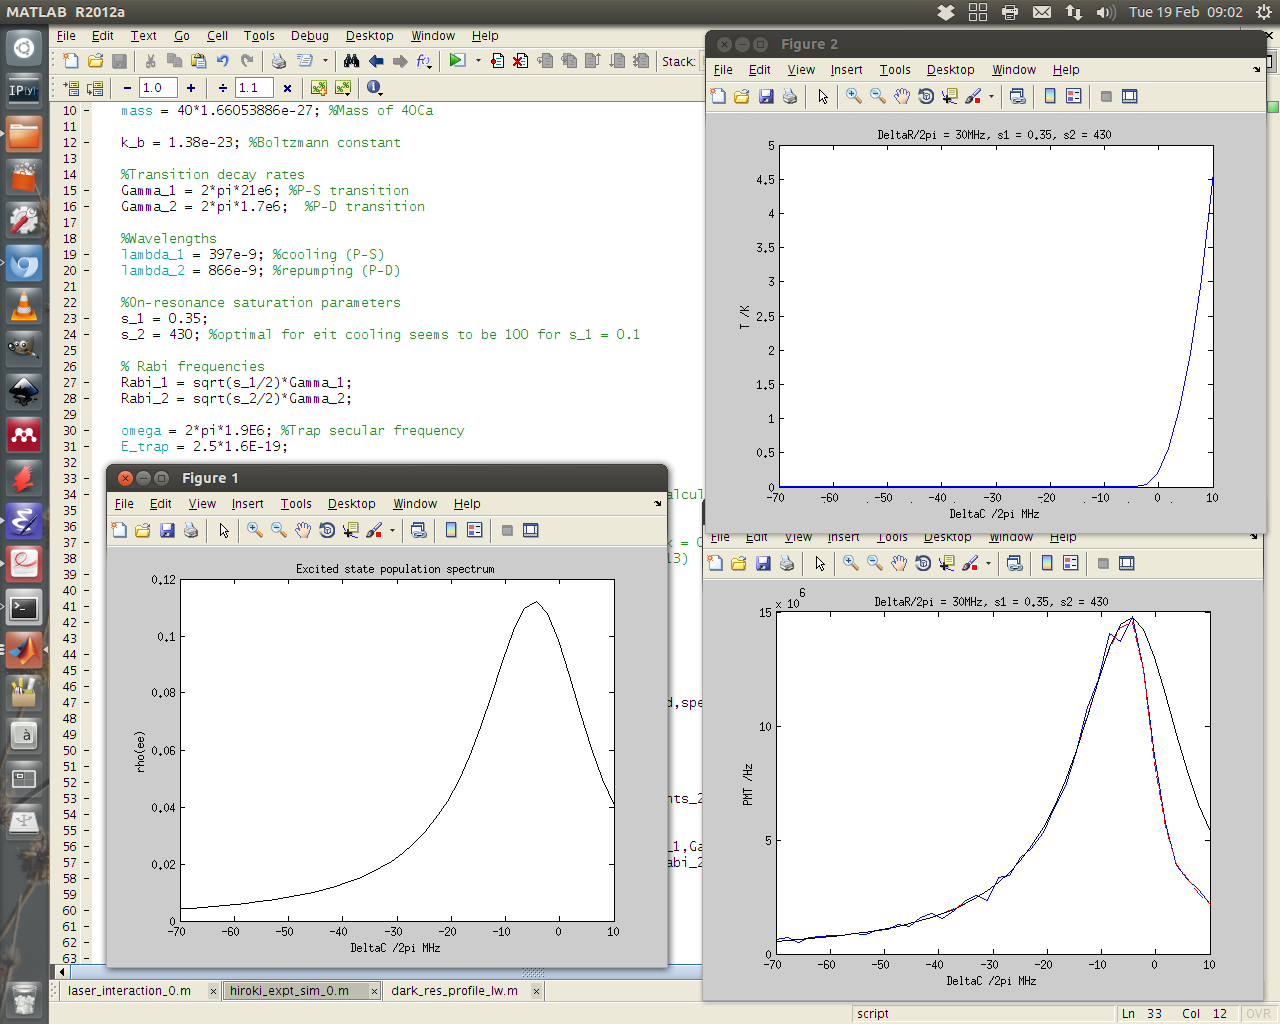 MATLAB R2012a
Tue 19 Feb 09:02
File Edit Text Go Cell Tools Debug Desktop Window Help
Stack:
1.0
1.1
10 mass = 40*1.66053886e-27; %Mass of 40Ca
11
12 k_b = 1.38e-23; %Boltzmann constant
13
14 %Transition decay rates
15 Gamma_1 = 2*pi*21e6; %P-S transition
16 Gamma_2 = 2*pi*1.7e6; %P-D transition
17
18 %Wavelengths
19 lambda_1 = 397e-9; %cooling (P-S)
20 lambda_2 = 866e-9; %repumping (P-D)
21
22 %On-resonance saturation parameters
23 s_1 = 0.35;
24 s_2 = 430; %optimal for eit cooling seems to be 100 for s_1 = 0.1
25
26 % Rabi frequencies
27 Rabi_1 = sqrt(s_1/2)*Gamma_1;
28 Rabi_2 = sqrt(s_2/2)*Gamma_2;
29
30 omega = 2*pi*1.9E6; %Trap secular frequency
31 E_trap = 2.5*1.6E-19;
32
33
34 alcul
35
36
37 x = 0
38 13)
39
40
41
42
43
44
45
46
47 d,spe
48
49
50
51
52
53 nts_2
54
55
56 _1,Ga
57 abi_2
58
59
60
61
62
63
Figure 2
File Edit View Insert Tools Desktop Window Help
DeltaR/2pi = 30MHz, s1 = 0.35, s2 = 430
5
4.5
4
3.5
3
2.5
2
1.5
1
0.5
0
T /K
-70 -60 -50 -40 -30 -20 -10 0 10
DeltaC /2pi MHz
Figure 1
File Edit View Insert Tools Desktop Window Help
Excited state population spectrum
0.12
0.1
0.08
0.06
0.04
0.02
0
rho(ee)
-70 -60 -50 -40 -30 -20 -10 0 10
DeltaC /2pi MHz
File Edit View Insert Tools Desktop Window Help
x 10^6
DeltaR/2pi = 30MHz, s1 = 0.35, s2 = 430
15
10
5
0
PMT /Hz
-70 -60 -50 -40 -30 -20 -10 0 10
DeltaC /2pi MHz
laser_interaction_0.m
hiroki_expt_sim_0.m
dark_res_profile_lw.m
script
Ln 33 Col 12 OVR